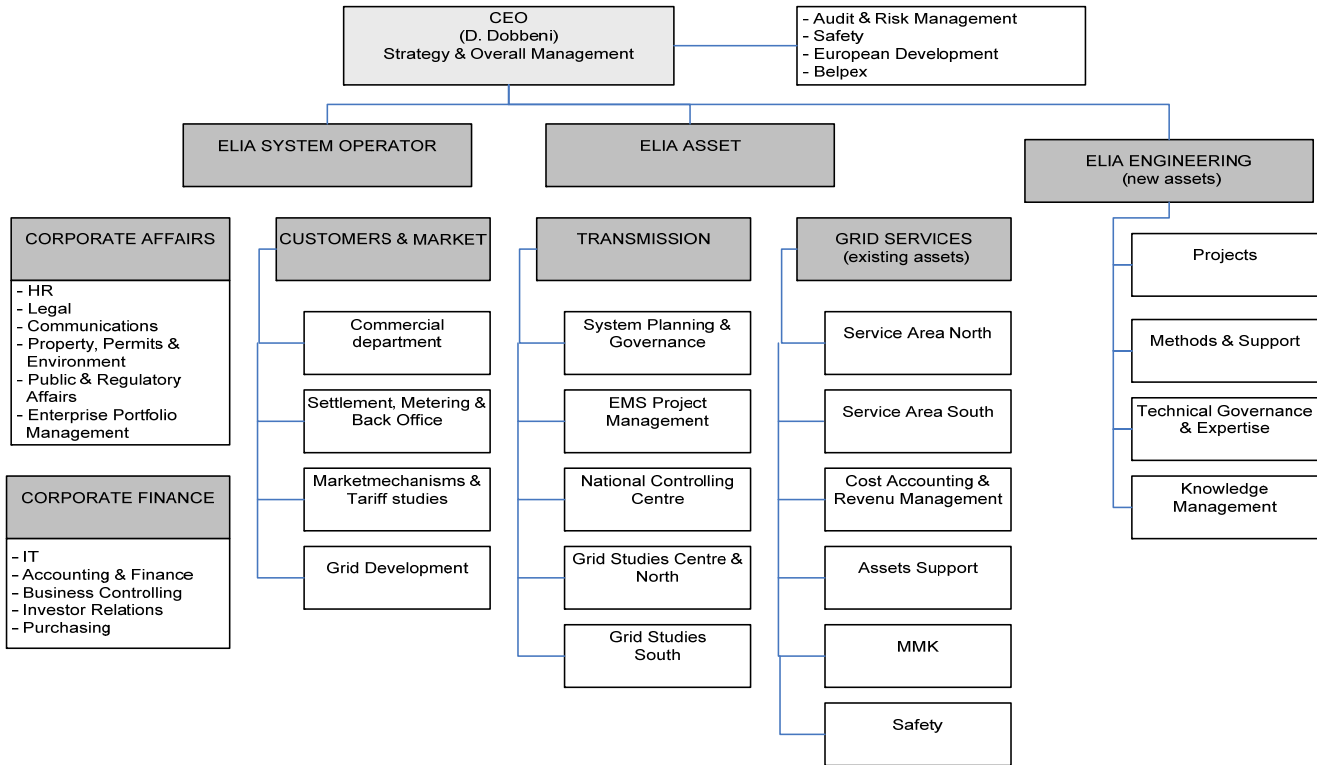 CEO
(D. Dobbeni)
Strategy & Overall Management
- Audit & Risk Management
- Safety
- European Development
- Belpex
ELIA SYSTEM OPERATOR
ELIA ASSET
ELIA ENGINEERING
(new assets)
CORPORATE AFFAIRS
- HR
- Legal
- Communications
- Property, Permits &
Environment
- Public & Regulatory
Affairs
- Enterprise Portfolio
Management
CORPORATE FINANCE
- IT
- Accounting & Finance
- Business Controlling
- Investor Relations
- Purchasing
CUSTOMERS & MARKET
Commercial
department
Settlement, Metering &
Back Office
Marketmechanisms &
Tariff studies
Grid Development
TRANSMISSION
System Planning &
Governance
EMS Project
Management
National Controlling
Centre
Grid Studies Centre &
North
Grid Studies
South
GRID SERVICES
(existing assets)
Service Area North
Service Area South
Cost Accounting &
Revenu Management
Assets Support
MMK
Safety
Projects
Methods & Support
Technical Governance
& Expertise
Knowledge
Management